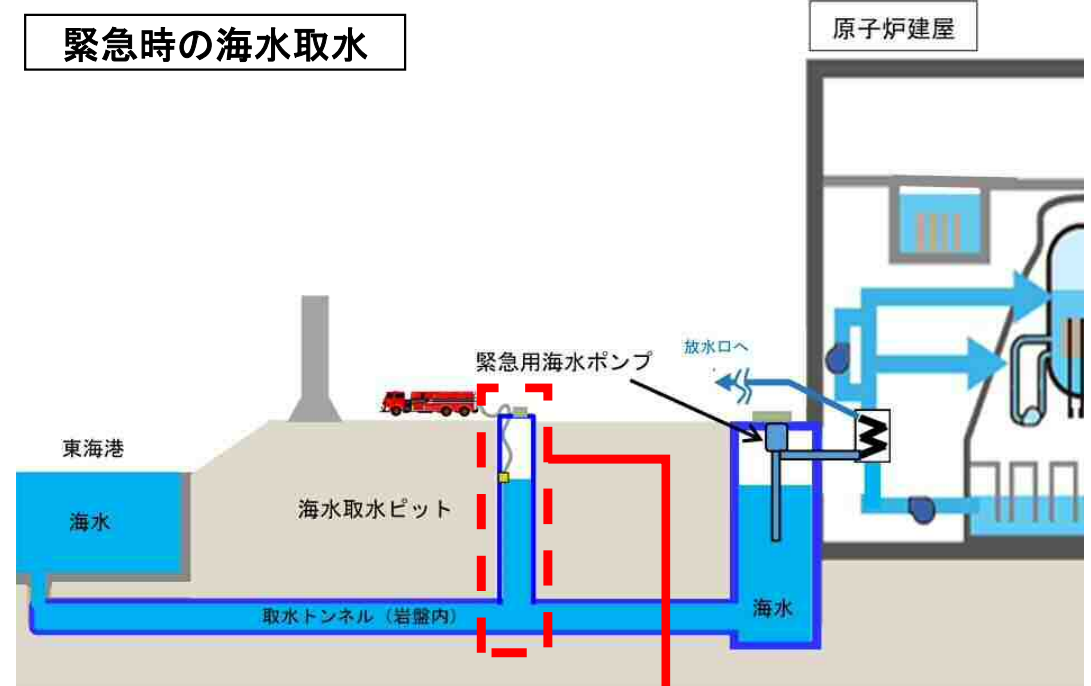 緊急時の海水取水
原子炉建屋
放水口へ
緊急用海水ポンプ
東海港
海水取水ピット
海水
取水トンネル（岩盤内）
海水